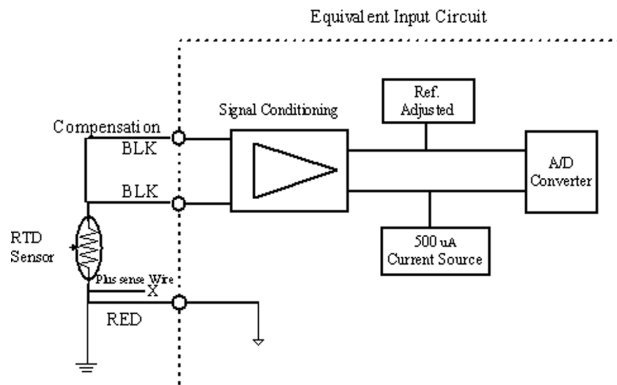 Equivalent Input Circuit
Signal Conditioning
Ref.
Adjusted
Compensation
BLK
A/D
Converter
BLK
RTD
Sensor
500 uA
Current Source
Plus sense Wire
X
RED